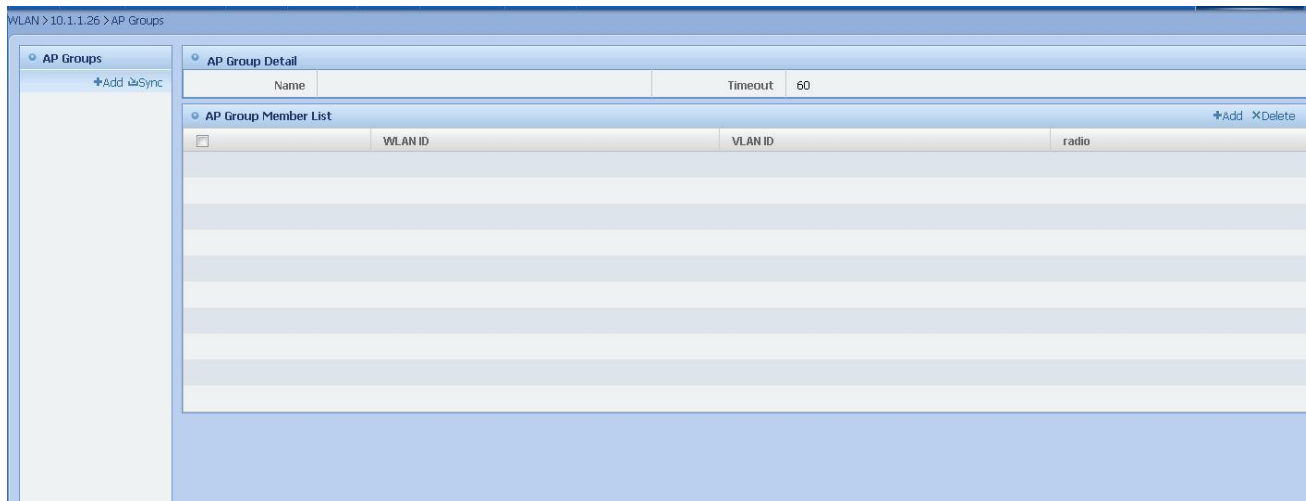 WLAN > 10.1.1.26 > AP Groups
AP Groups
Add Sync
AP Group Detail
Name Timeout 60
AP Group Member List Add Delete
WLAN ID VLAN ID radio